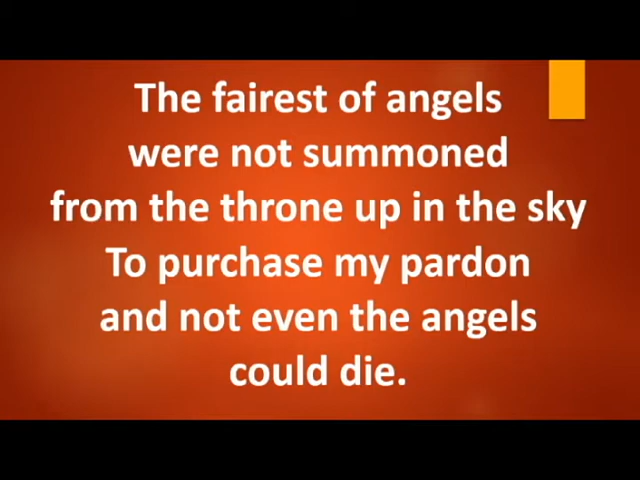 The fairest of angels
were not summoned
from the throne up in the sky
To purchase my pardon
and not even the angels
could die.